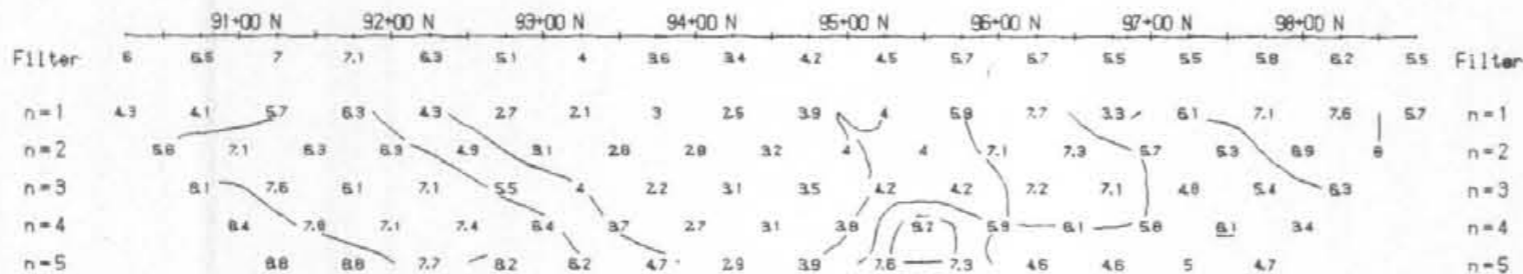 91+00 N 92+00 N 93+00 N 94+00 N 95+00 N 96+00 N 97+00 N 98+00 N
Filter 6 6.6 7 7.1 6.3 5.1 4 3.6 3.4 4.2 4.5 5.7 5.7 5.5 5.5 5.8 6.2 5.5 Filter
n=1 4.3 4.1 5.7 6.3 4.3 2.7 2.1 3 2.5 3.9 4 5.9 7.7 3.3 6.1 7.1 7.6 5.7 n=1
n=2 5.8 7.1 6.3 6.9 4.9 3.1 2.8 2.8 3.2 4 4 7.1 7.3 5.7 6.3 6.9 6 n=2
n=3 8.1 7.6 6.1 7.1 5.5 4 2.2 3.1 3.5 4.2 4.2 7.2 7.1 4.8 5.4 6.3 n=3
n=4 8.4 7.8 7.1 7.4 6.4 3.7 2.7 3.1 3.8 5.9 6.1 5.8 6.1 3.4 n=4
n=5 8.8 8.8 7.7 8.2 6.2 4.7 2.9 3.9 7.6 7.3 4.6 4.6 5 4.7 n=5